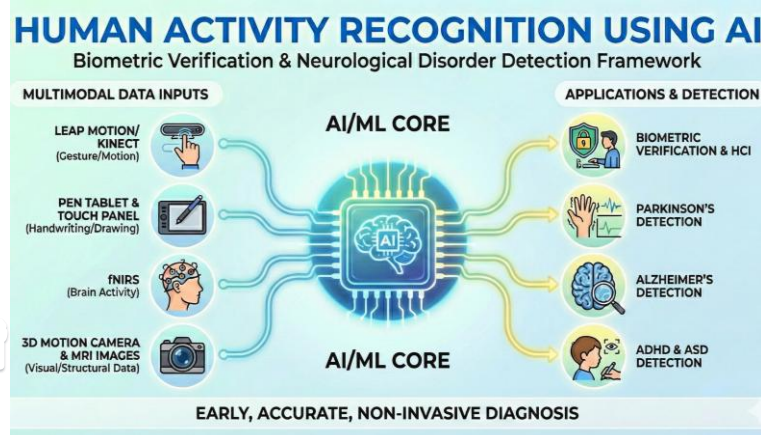 HUMAN ACTIVITY RECOGNITION USING AI
Biometric Verification & Neurological Disorder Detection Framework
MULTIMODAL DATA INPUTS
LEAP MOTION/
KINECT
(Gesture/Motion)
PEN TABLET &
TOUCH PANEL
(Handwriting/Drawing)
fNIRS
(Brain Activity)
3D MOTION CAMERA
& MRI IMAGES
(Visual/Structural Data)
AI/ML CORE
AI
AI/ML CORE
APPLICATIONS & DETECTION
BIOMETRIC
VERIFICATION & HCI
PARKINSON'S
DETECTION
ALZHEIMER'S
DETECTION
ADHD & ASD
DETECTION
EARLY, ACCURATE, NON-INVASIVE DIAGNOSIS